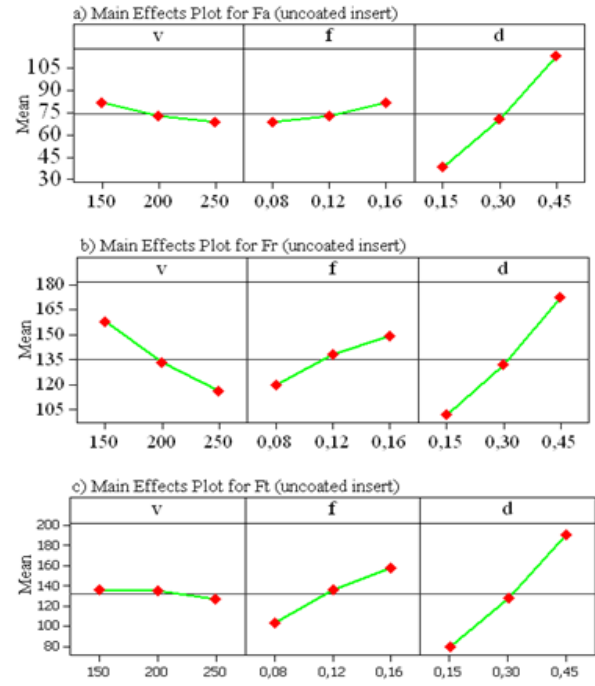 a) Main Effects Plot for Fa (uncoated insert)
v f d
Mean
105
90
75
60
45
30
150 200 250 0,08 0,12 0,16 0,15 0,30 0,45
b) Main Effects Plot for Fr (uncoated insert)
v f d
Mean
180
165
150
135
120
105
150 200 250 0,08 0,12 0,16 0,15 0,30 0,45
c) Main Effects Plot for Ft (uncoated insert)
v f d
Mean
200
180
160
140
120
100
80
150 200 250 0,08 0,12 0,16 0,15 0,30 0,45